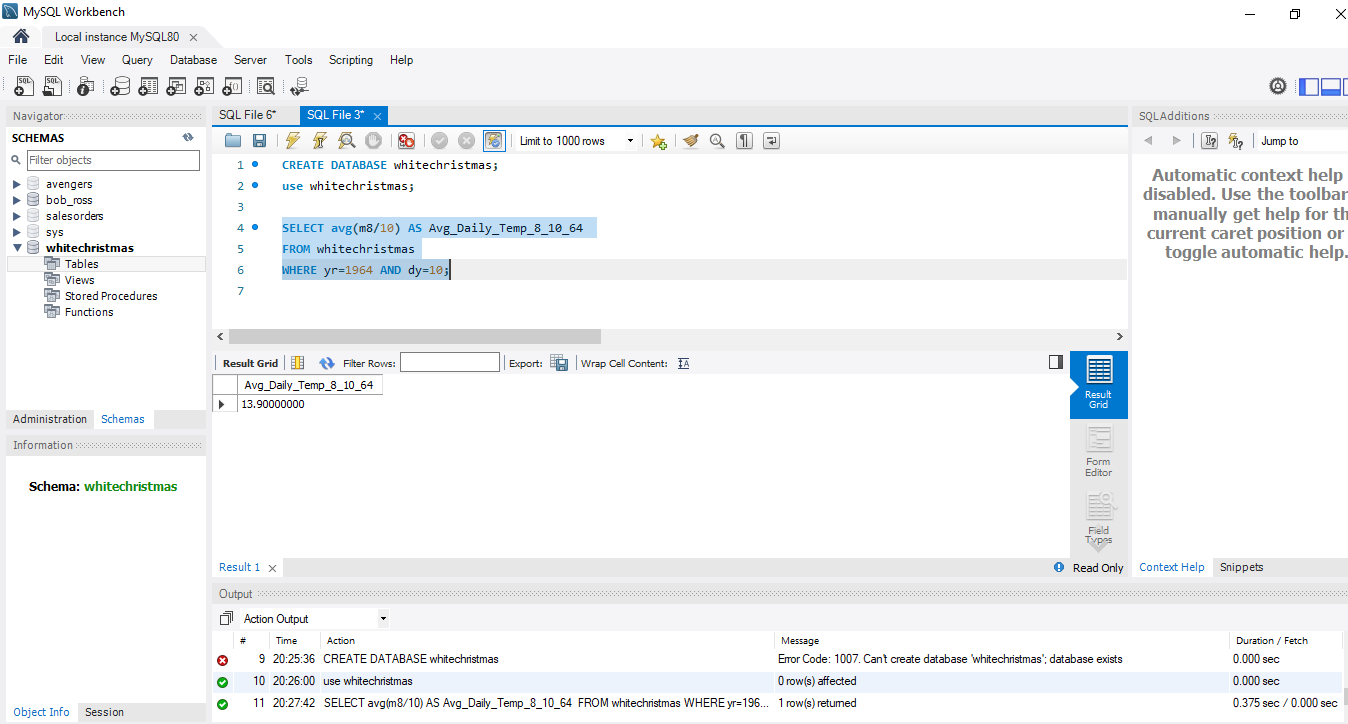 MySQL Workbench
Local instance MySQL80
File Edit View Query Database Server Tools Scripting Help
Navigator
SCHEMAS
Filter objects
avengers
bob_ross
salesorders
sys
whitechristmas
Tables
Views
Stored Procedures
Functions
Administration Schemas
Information
Schema: whitechristmas
Object Info Session
SQL File 6* SQL File 3*
Limit to 1000 rows
1 CREATE DATABASE whitechristmas;
2 use whitechristmas;
3
4 SELECT avg(m8/10) AS Avg_Daily_Temp_8_10_64
5 FROM whitechristmas
6 WHERE yr=1964 AND dy=10;
7
Result Grid Filter Rows: Export: Wrap Cell Content:
Avg_Daily_Temp_8_10_64
13.90000000
Result
Grid
Form
Editor
Field
Types
Result 1 Read Only
SQLAdditions
Jump to
Automatic context help
disabled. Use the toolbar
manually get help for th
current caret position or
toggle automatic help.
Context Help Snippets
Output
Action Output
# Time Action Message Duration / Fetch
9 20:25:36 CREATE DATABASE whitechristmas Error Code: 1007. Can't create database 'whitechristmas'; database exists 0.000 sec
10 20:26:00 use whitechristmas 0 row(s) affected 0.000 sec
11 20:27:42 SELECT avg(m8/10) AS Avg_Daily_Temp_8_10_64 FROM whitechristmas WHERE yr=196... 1 row(s) returned 0.375 sec / 0.000 sec